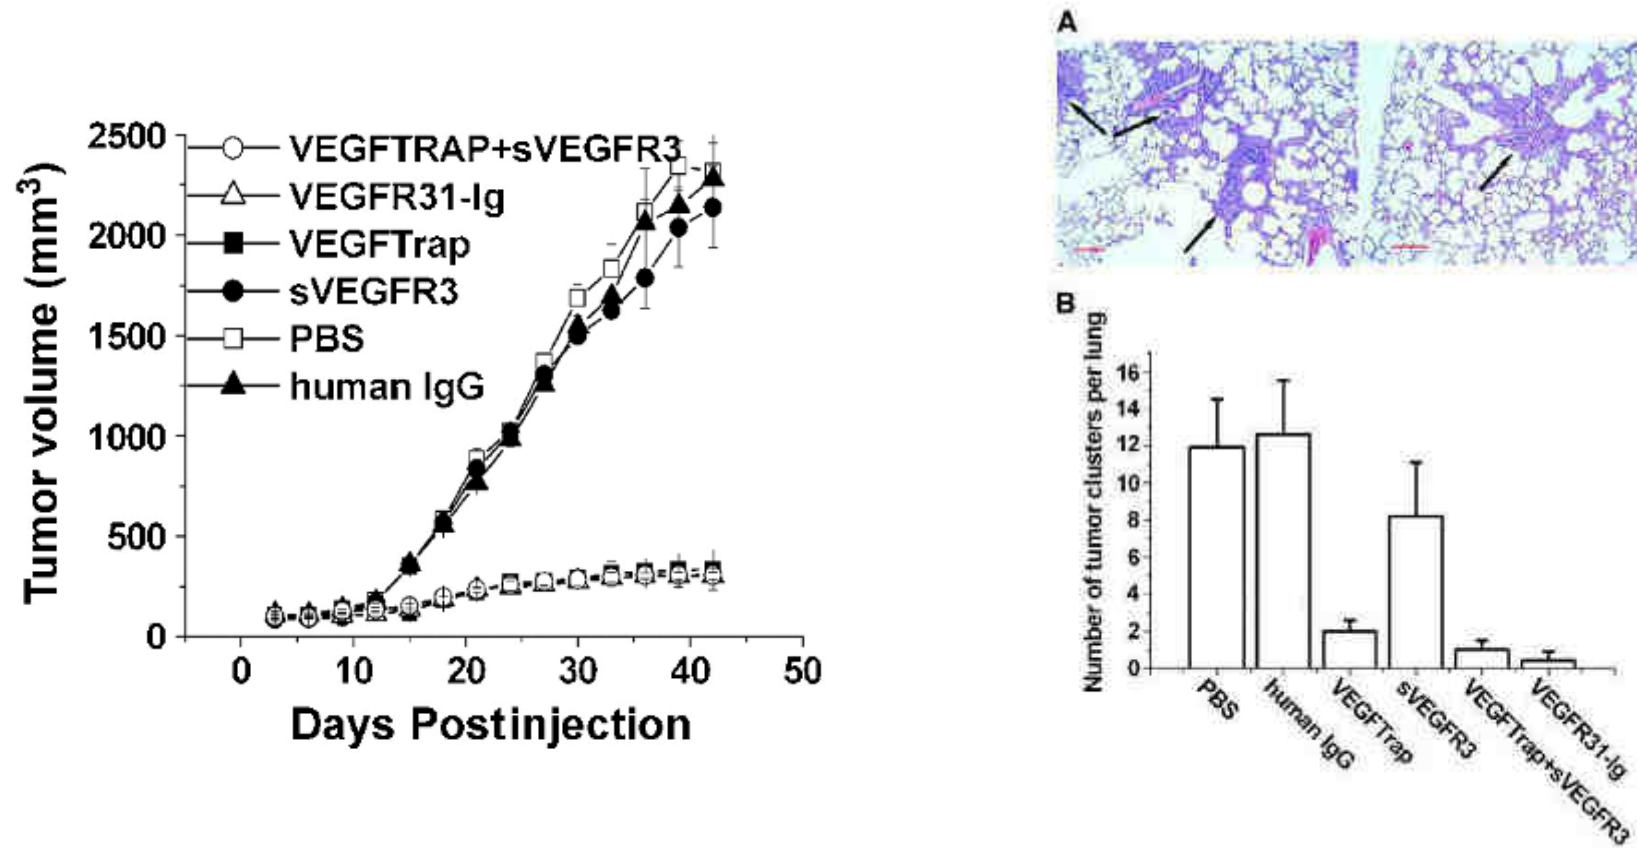 Tumor volume (mm³)
2500
2000
1500
1000
500
0
VEGFTRAP+sVEGFR3
VEGFR31-Ig
VEGFTrap
sVEGFR3
PBS
human IgG
0 10 20 30 40 50
Days Postinjection
A
B
Number of tumor clusters per lung
16
14
12
10
8
6
4
2
0
PBS
human IgG
VEGFTrap
sVEGFR3
VEGFTrap+sVEGFR3
VEGFR31-Ig